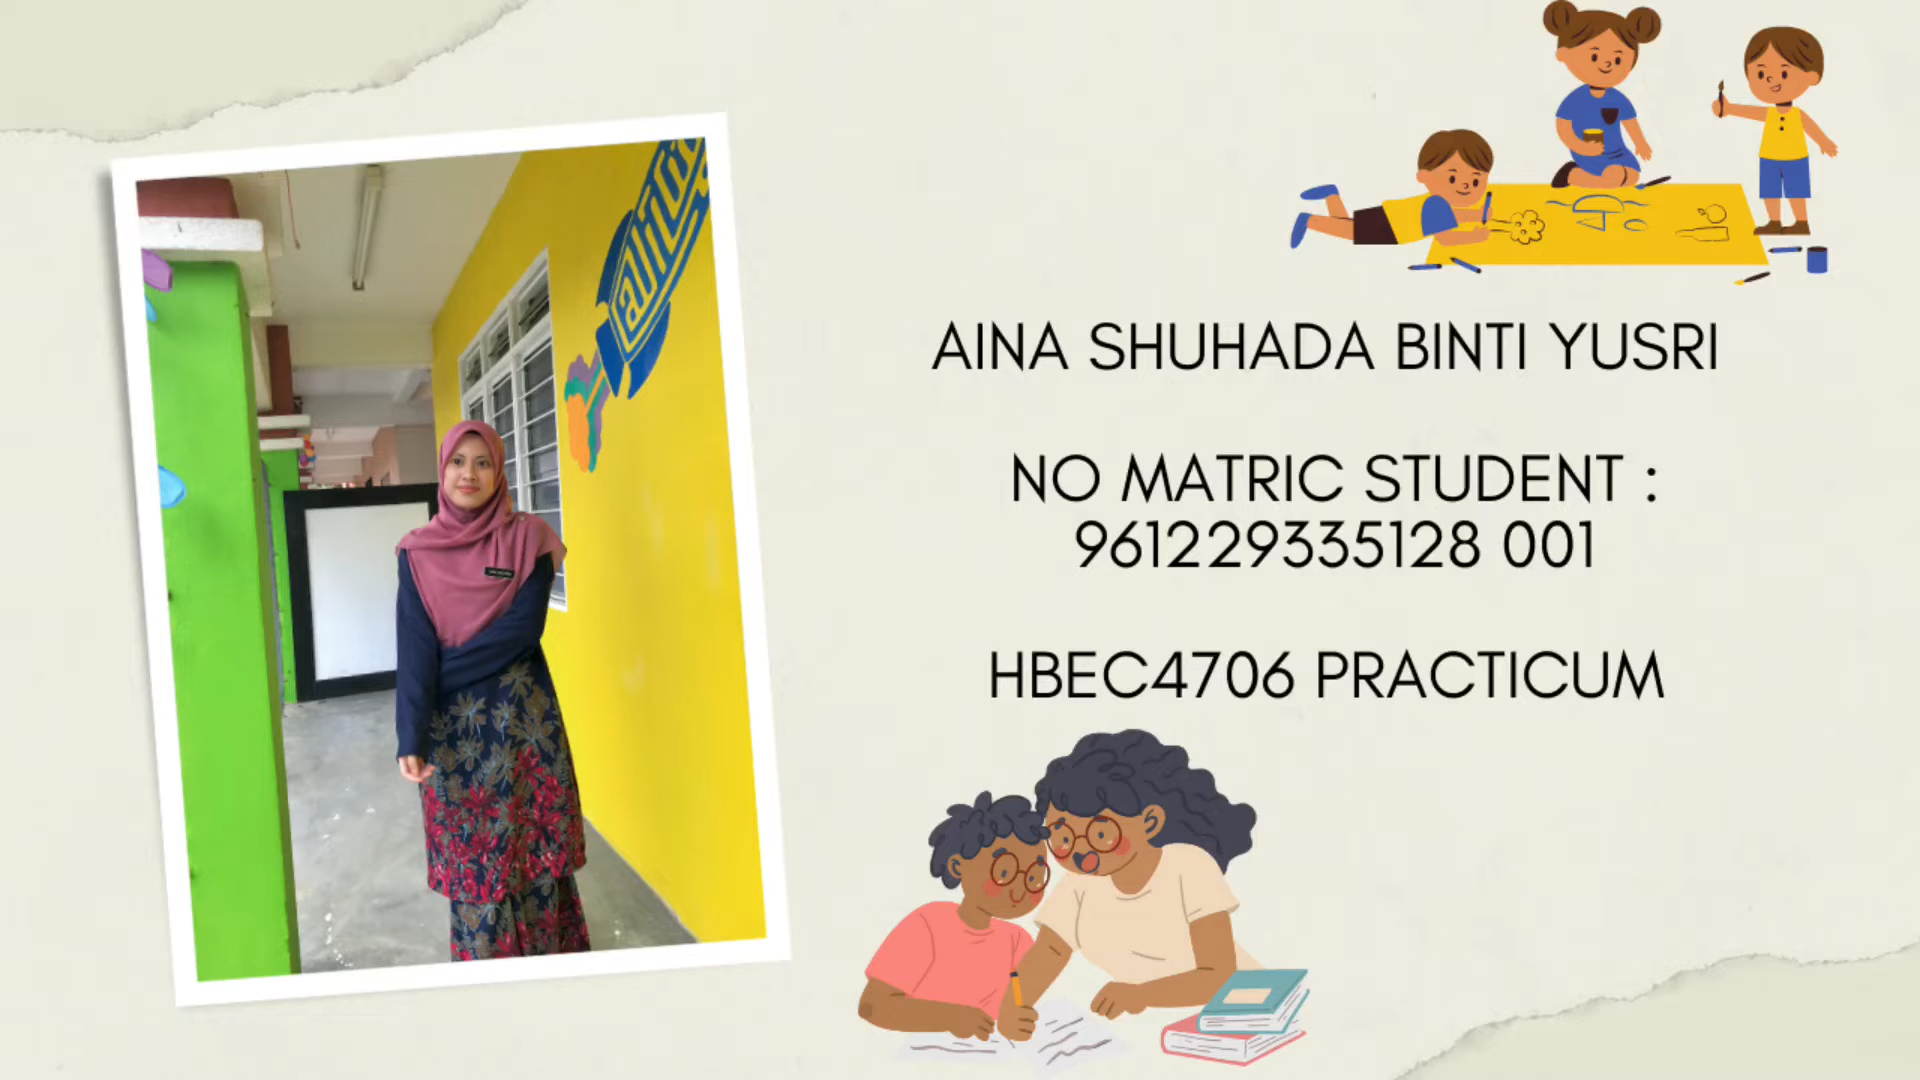 AINA SHUHADA BINTI YUSRI
NO MATRIC STUDENT :
961229335128 001
HBEC4706 PRACTICUM